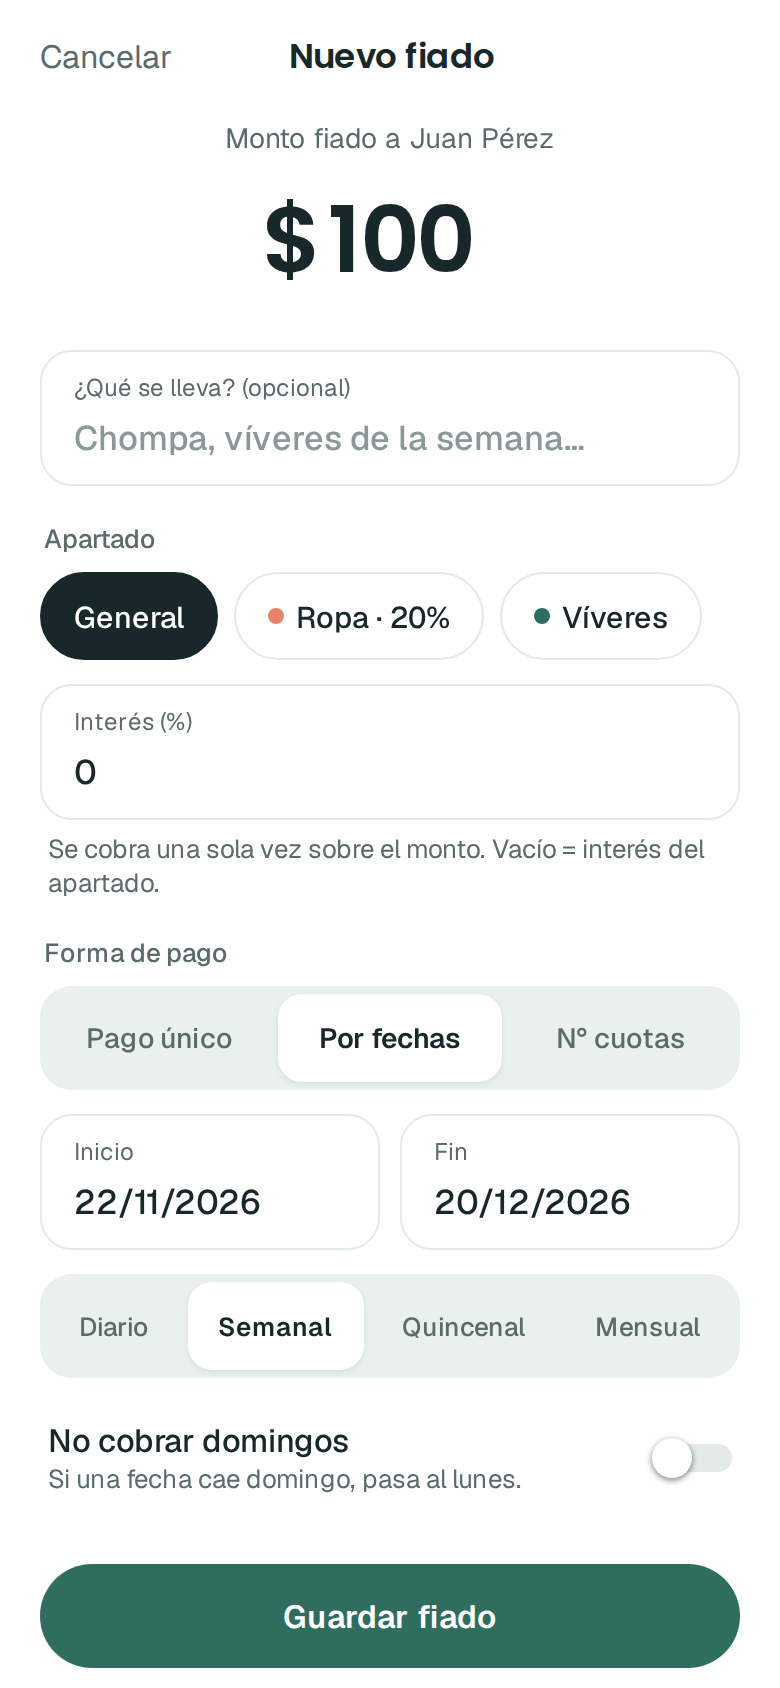 Cancelar
Nuevo fiado
Monto fiado a Juan Pérez
$100
¿Qué se lleva? (opcional)
Chompa, víveres de la semana...
Apartado
General
Ropa · 20%
Víveres
Interés (%)
0
Se cobra una sola vez sobre el monto. Vacío = interés del
apartado.
Forma de pago
Pago único
Por fechas
N° cuotas
Inicio
22/11/2026
Fin
20/12/2026
Diario
Semanal
Quincenal
Mensual
No cobrar domingos
Si una fecha cae domingo, pasa al lunes.
Guardar fiado